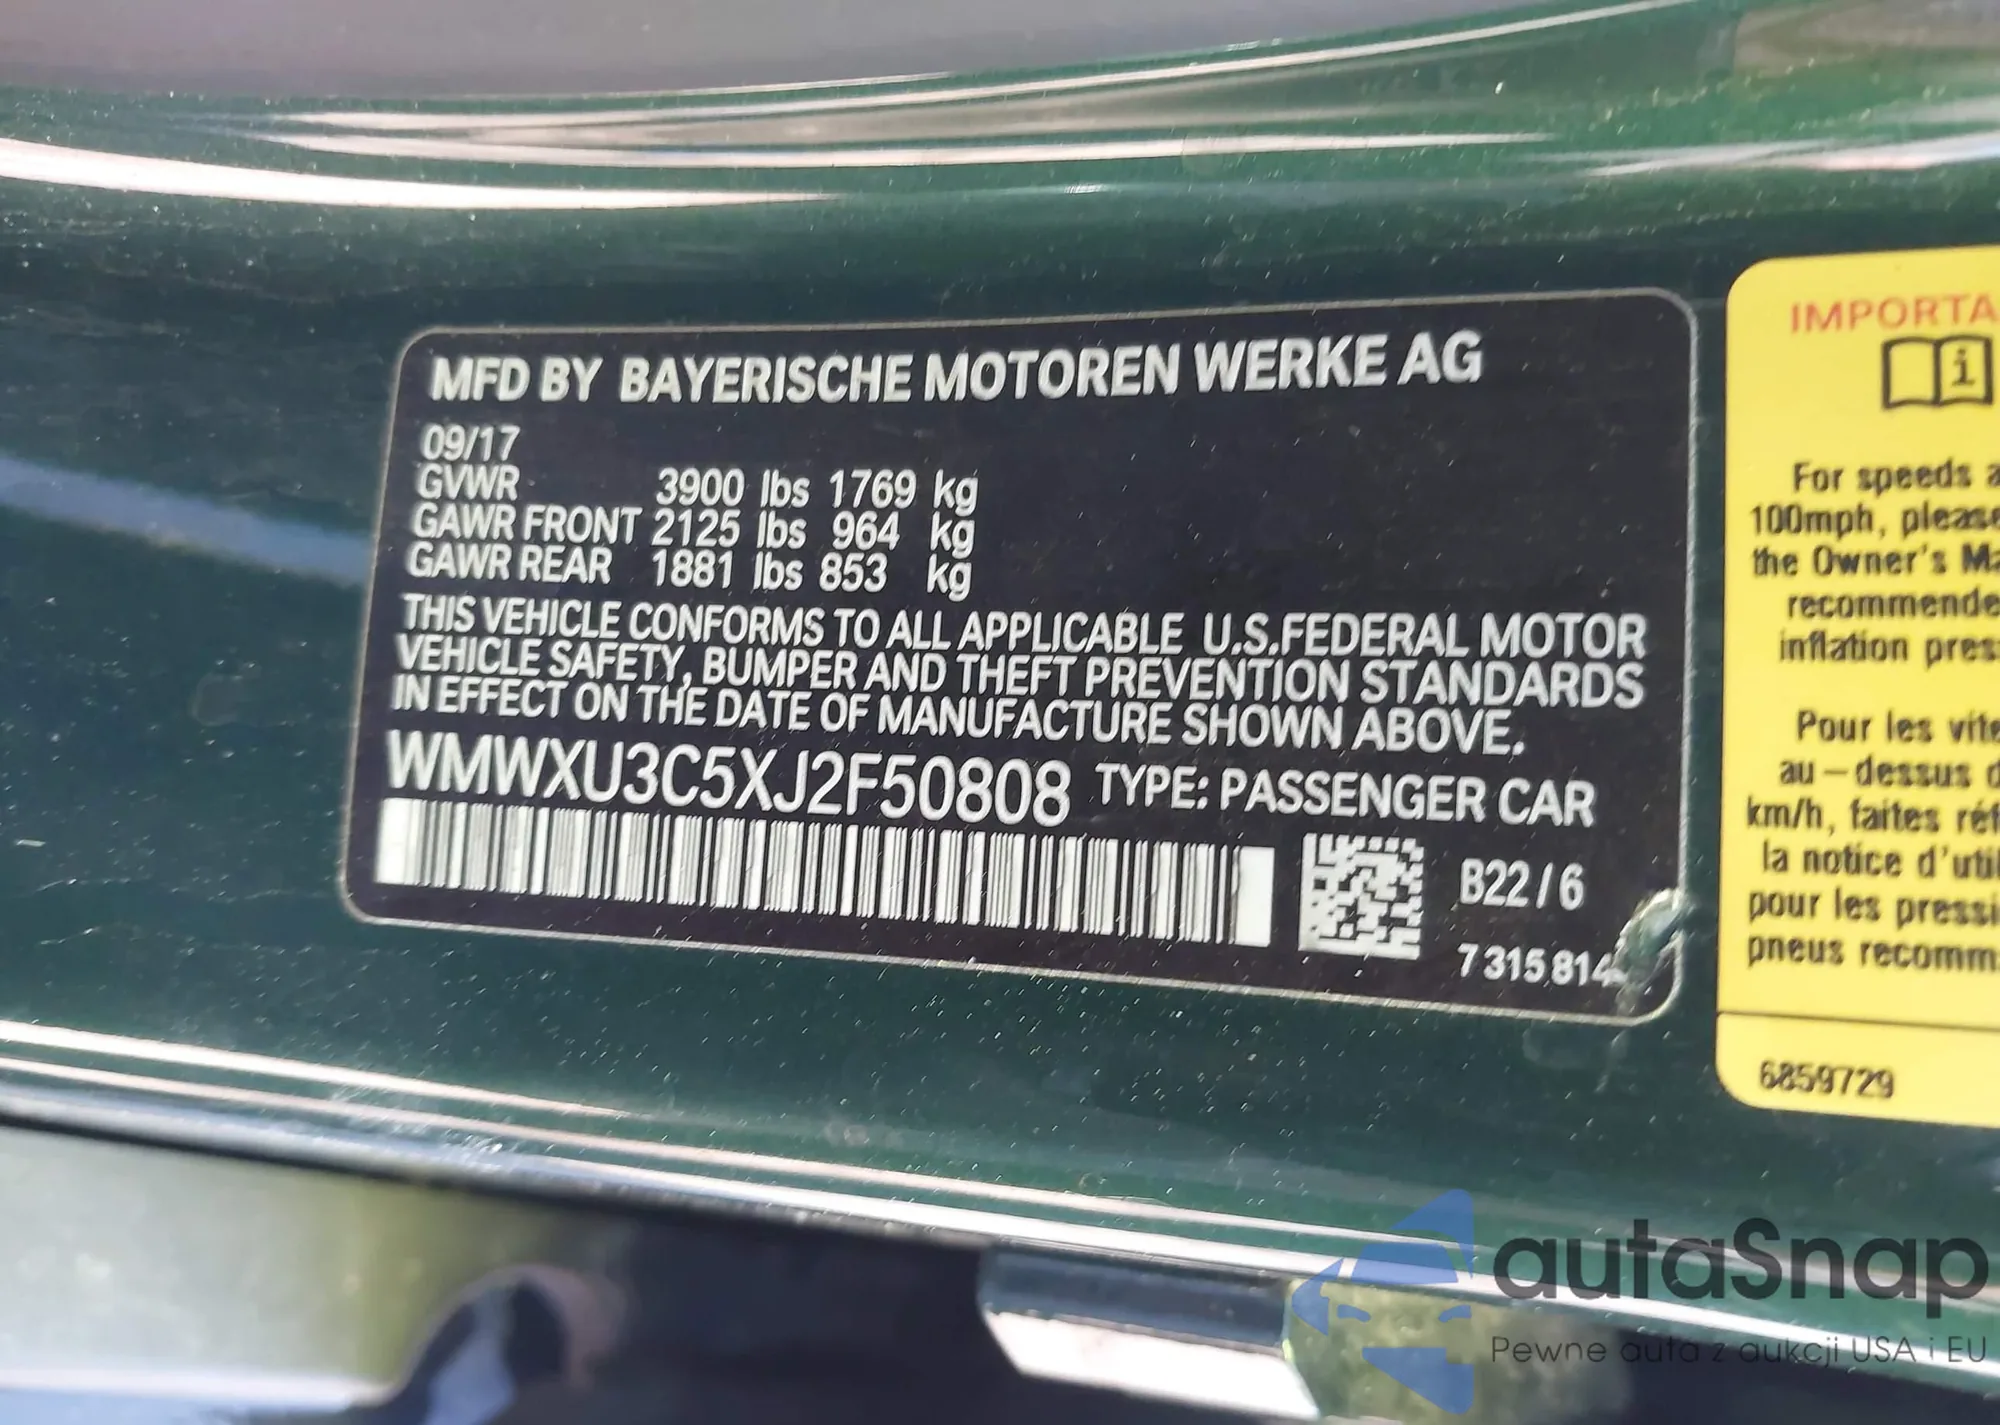 MFD BY BAYERISCHE MOTOREN WERKE AG
09/17
GVWR 3900 lbs 1769 kg
GAWR FRONT 2125 lbs 964 kg
GAWR REAR 1881 lbs 853 kg
THIS VEHICLE CONFORMS TO ALL APPLICABLE U.S.FEDERAL MOTOR
VEHICLE SAFETY, BUMPER AND THEFT PREVENTION STANDARDS
IN EFFECT ON THE DATE OF MANUFACTURE SHOWN ABOVE.
WMWXU3C5XJ2F50808 TYPE: PASSENGER CAR
B22/6
7 315 814
IMPORTA
i
For speeds a
100mph, please
the Owner's Ma
recommende
inflation pres
Pour les vite
au-dessus d
km/h, faites réf
la notice d'util
pour les pressi
pneus recomm
6859729
autaSnap
Pewne auta z aukcji USA i EU